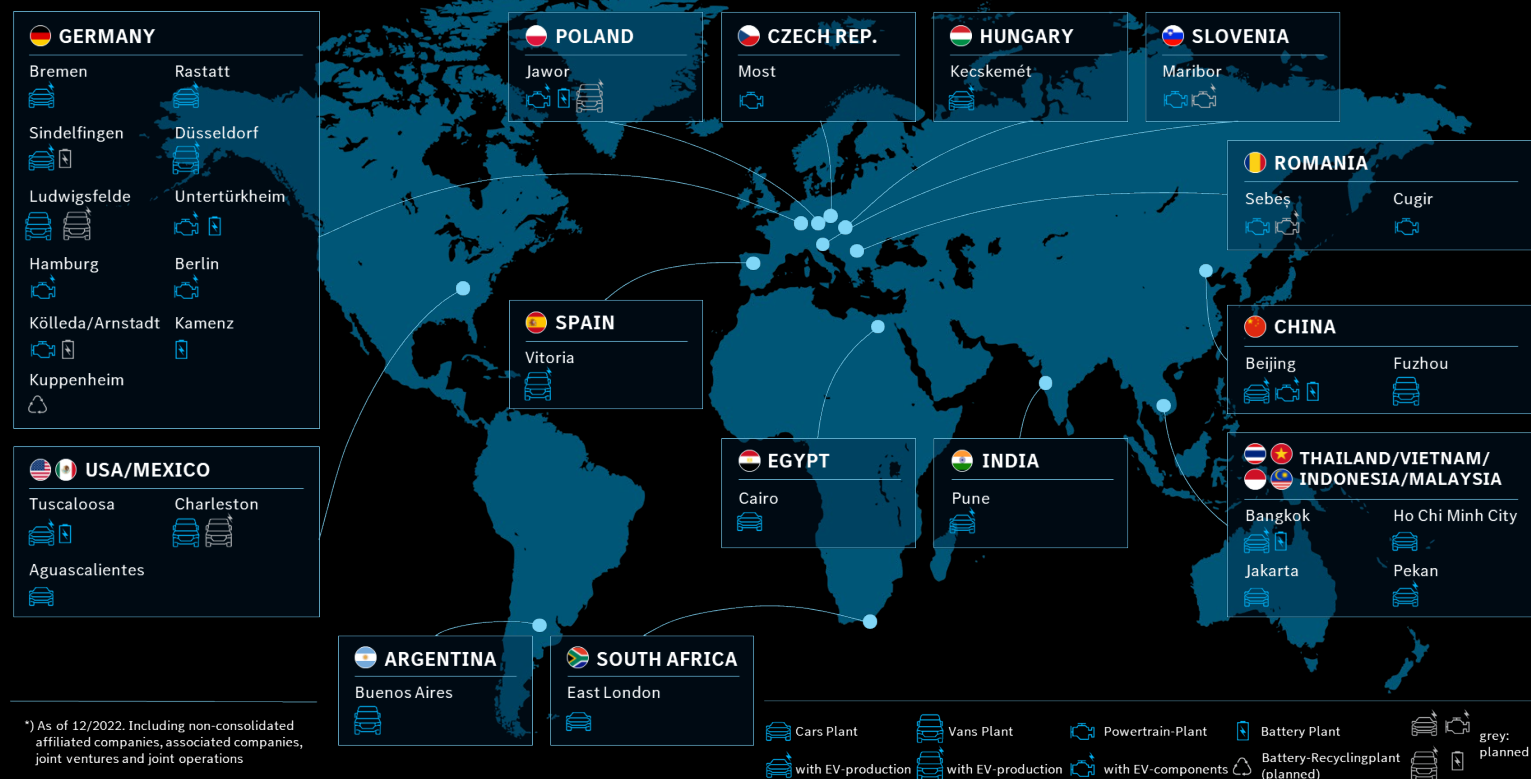 GERMANY
Bremen
Rastatt
Sindelfingen
Düsseldorf
Ludwigsfelde
Untertürkheim
Hamburg
Berlin
Kölleda/Arnstadt
Kamenz
Kuppenheim
USA/MEXICO
Tuscaloosa
Charleston
Aguascalientes
POLAND
Jawor
CZECH REP.
Most
HUNGARY
Kecskemét
SLOVENIA
Maribor
ROMANIA
Sebeș
Cugir
SPAIN
Vitoria
CHINA
Beijing
Fuzhou
EGYPT
Cairo
INDIA
Pune
THAILAND/VIETNAM/
INDONESIA/MALAYSIA
Bangkok
Ho Chi Minh City
Jakarta
Pekan
ARGENTINA
Buenos Aires
SOUTH AFRICA
East London
*) As of 12/2022. Including non-consolidated
affiliated companies, associated companies,
joint ventures and joint operations
Cars Plant
with EV-production
Vans Plant
with EV-production
Powertrain-Plant
with EV-components
Battery Plant
Battery-Recyclingplant
(planned)
grey:
planned